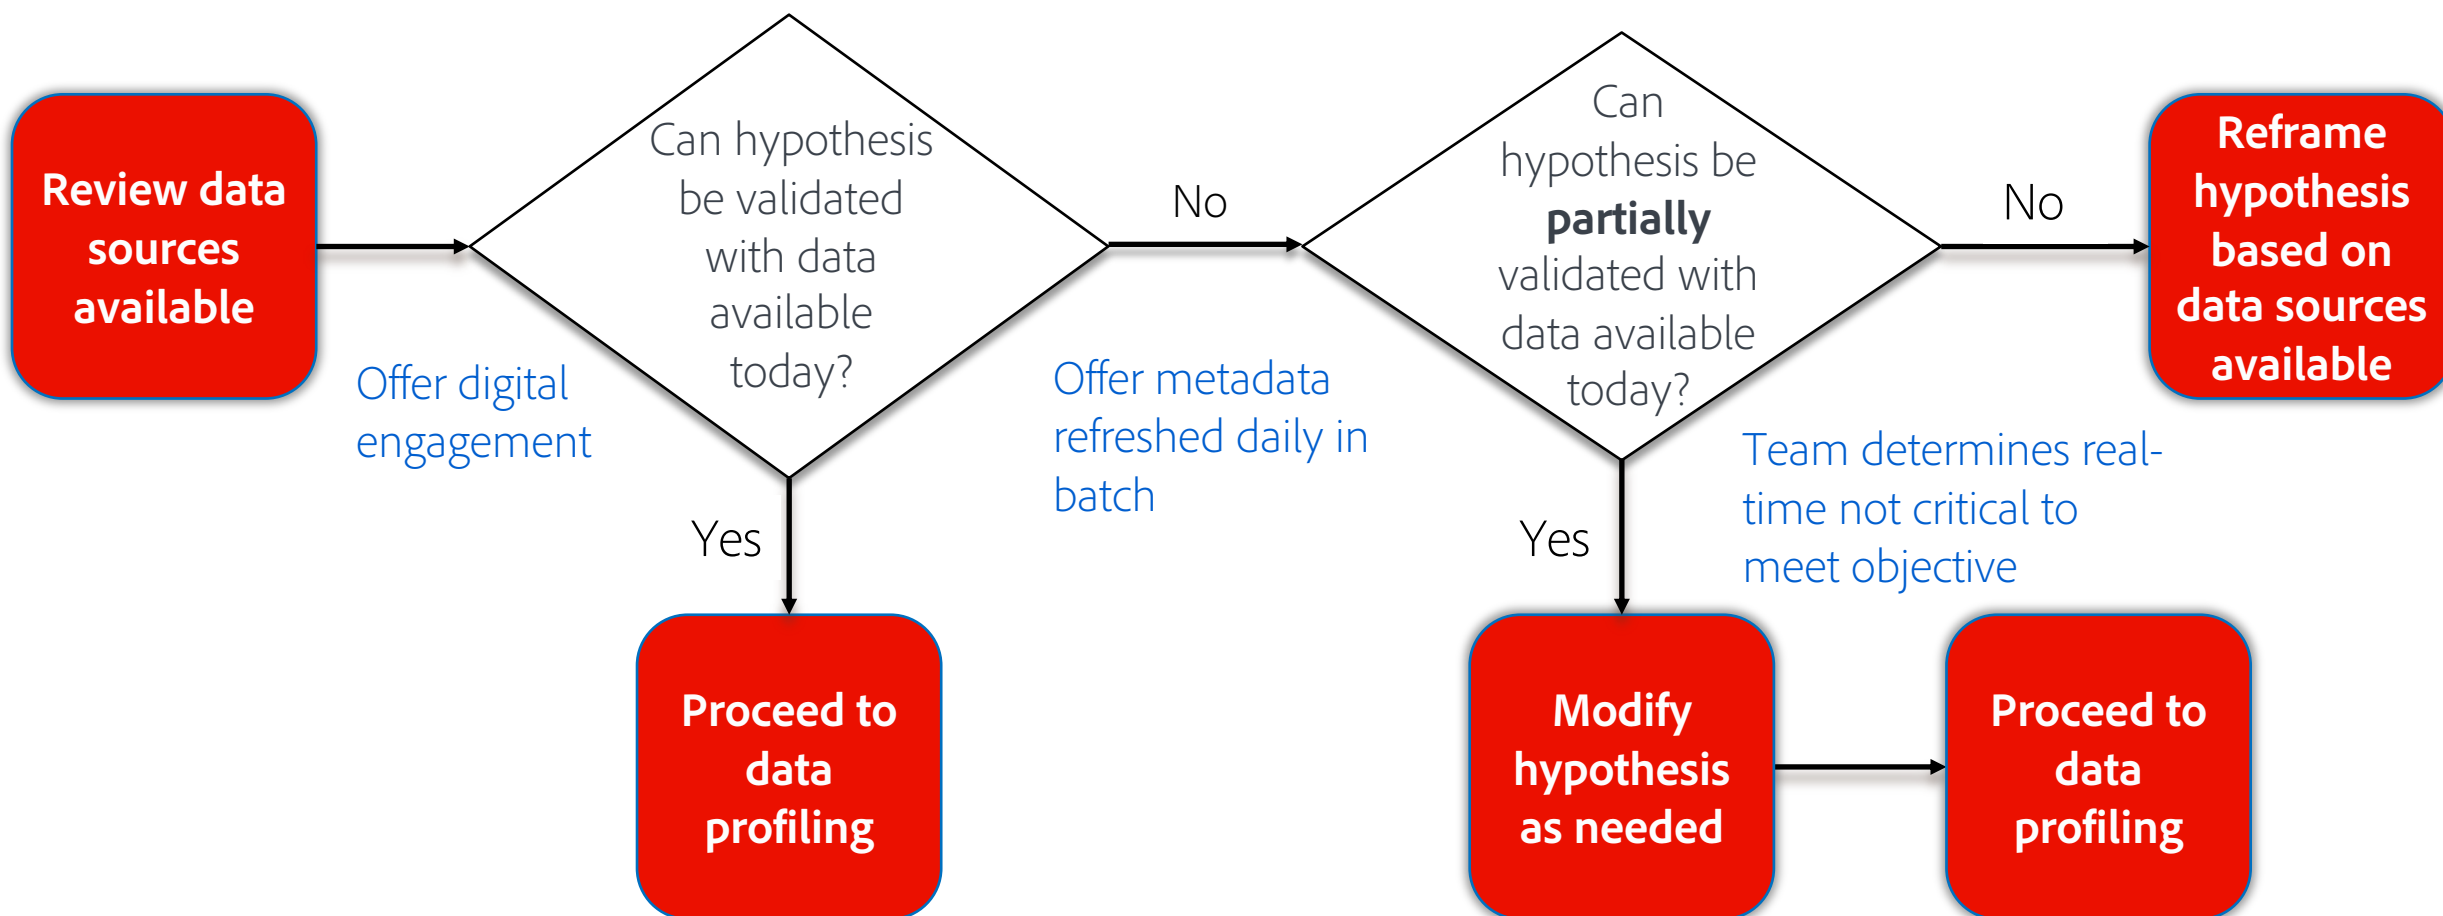 Review data
sources
available
Offer digital
engagement
Can hypothesis
be validated
with data
available
today?
Yes
Proceed to
data
profiling
No
Offer metadata
refreshed daily in
batch
Can
hypothesis be
partially
validated with
data available
today?
Yes
Modify
hypothesis
as needed
Team determines real-
time not critical to
meet objective
Proceed to
data
profiling
No
Reframe
hypothesis
based on
data sources
available